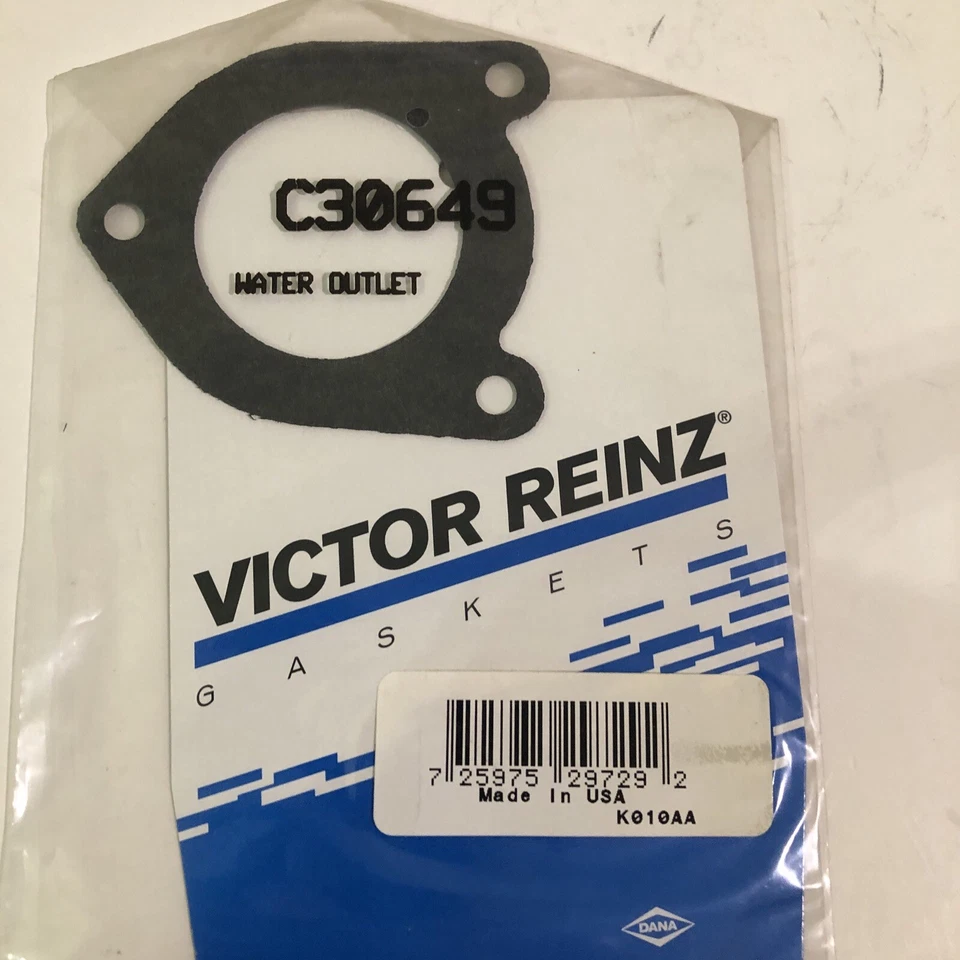 C30649
WATER OUTLET
VICTOR REINZ®
GASKETS
7 25975 29729 2
Made In USA
K010AA
DANA